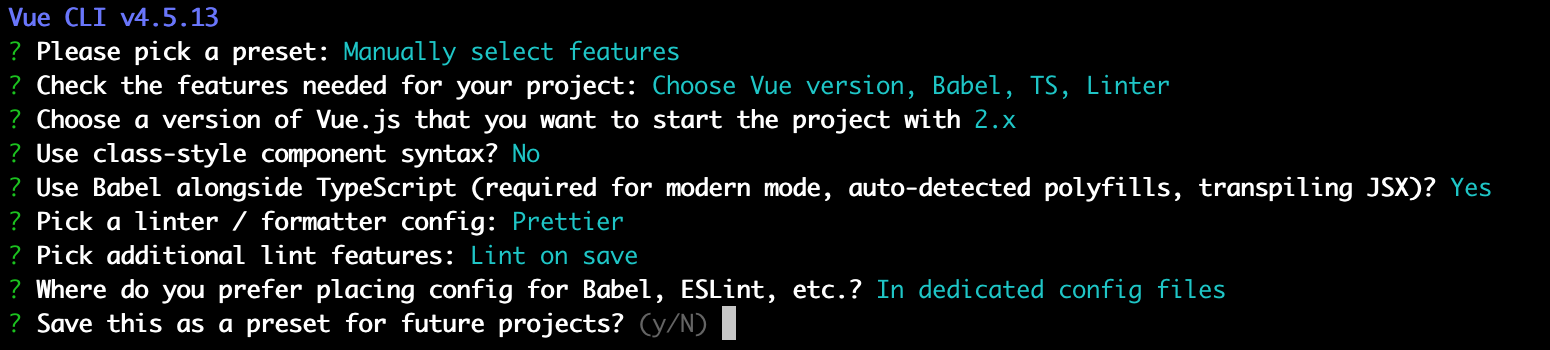 Vue CLI v4.5.13
? Please pick a preset: Manually select features
? Check the features needed for your project: Choose Vue version, Babel, TS, Linter
? Choose a version of Vue.js that you want to start the project with 2.x
? Use class-style component syntax? No
? Use Babel alongside TypeScript (required for modern mode, auto-detected polyfills, transpiling JSX)? Yes
? Pick a linter / formatter config: Prettier
? Pick additional lint features: Lint on save
? Where do you prefer placing config for Babel, ESLint, etc.? In dedicated config files
? Save this as a preset for future projects? (y/N)